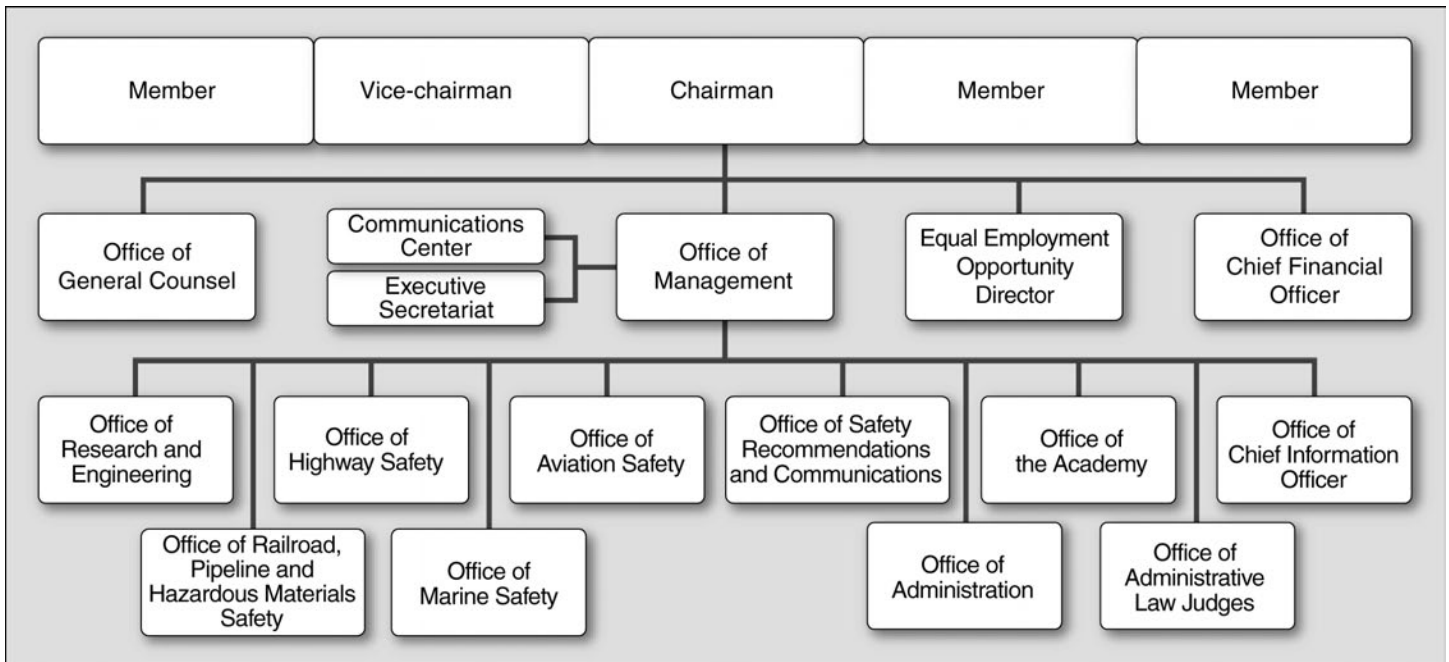 Member
Vice-chairman
Chairman
Member
Member
Office of
General Counsel
Communications
Center
Executive
Secretariat
Office of
Management
Equal Employment
Opportunity
Director
Office of
Chief Financial
Officer
Office of
Research and
Engineering
Office of
Highway Safety
Office of
Aviation Safety
Office of Safety
Recommendations
and Communications
Office of
the Academy
Office of
Chief Information
Officer
Office of Railroad,
Pipeline and
Hazardous Materials
Safety
Office of
Marine Safety
Office of
Administration
Office of
Administrative
Law Judges